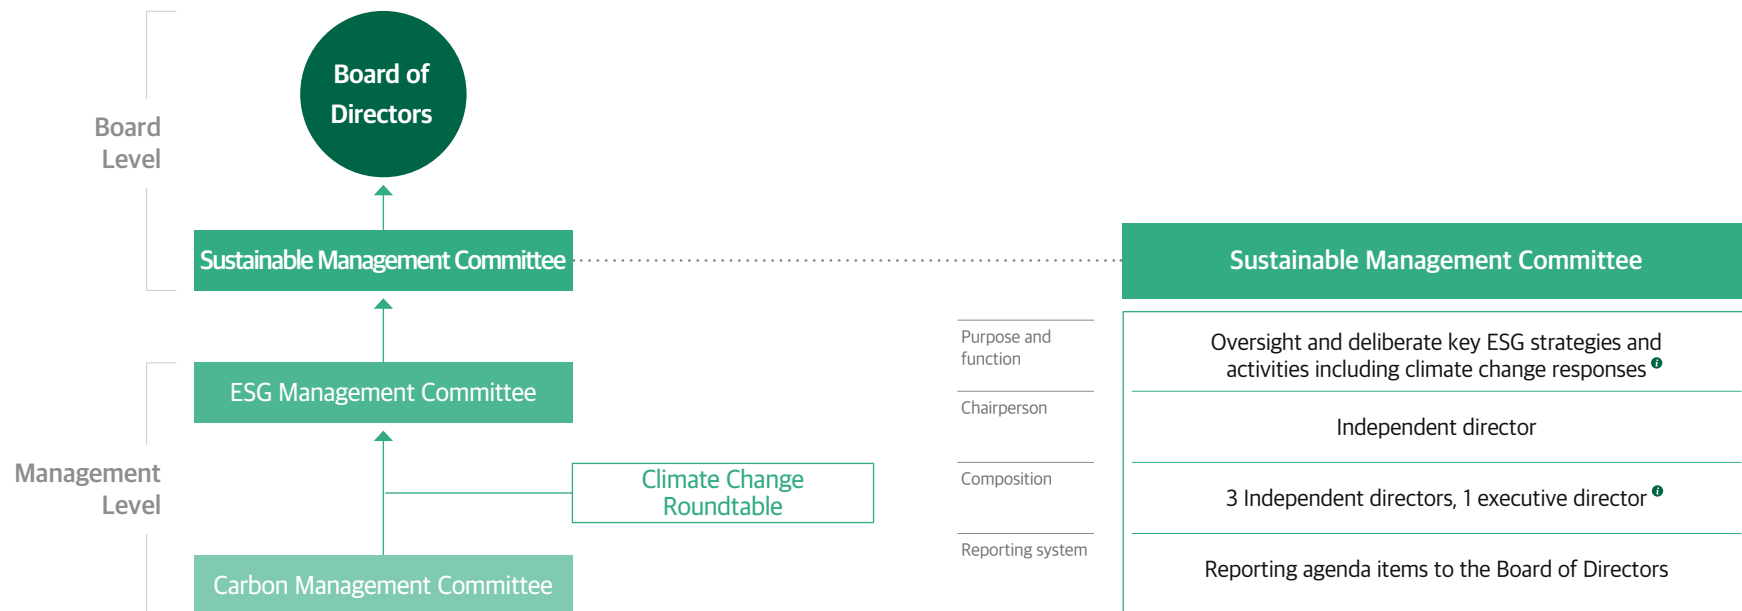 Board of
Directors
Board
Level
Sustainable Management Committee
ESG Management Committee
Management
Level
Climate Change
Roundtable
Carbon Management Committee
Sustainable Management Committee
Purpose and
function
Oversight and deliberate key ESG strategies and
activities including climate change responses i
Chairperson
Independent director
Composition
3 Independent directors, 1 executive director i
Reporting system
Reporting agenda items to the Board of Directors